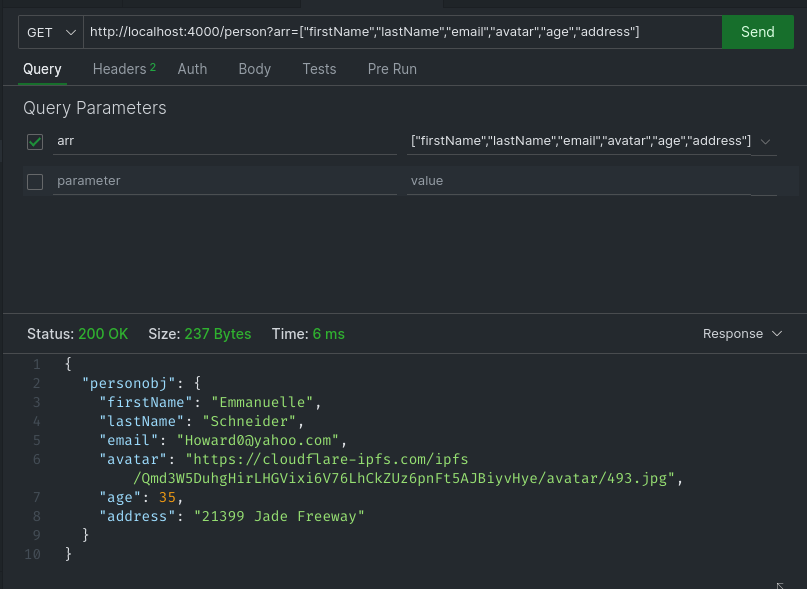 GET http://localhost:4000/person?arr=["firstName","lastName","email","avatar","age","address"] Send
Query Headers 2 Auth Body Tests Pre Run
Query Parameters
arr ["firstName","lastName","email","avatar","age","address"]
parameter value
Status: 200 OK Size: 237 Bytes Time: 6 ms Response
1 {
2 "personobj": {
3 "firstName": "Emmanuelle",
4 "lastName": "Schneider",
5 "email": "Howard0@yahoo.com",
6 "avatar": "https://cloudflare-ipfs.com/ipfs
/Qmd3W5DuhgHirLHGVixi6V76LhCkZUz6pnFt5AJBiyvHye/avatar/493.jpg",
7 "age": 35,
8 "address": "21399 Jade Freeway"
9 }
10 }